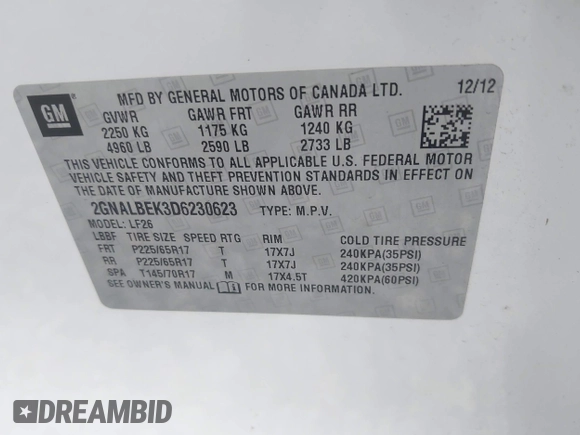 GM
MFD BY GENERAL MOTORS OF CANADA LTD. 12/12
GVWR GAWR FRT GAWR RR
2250 KG 1175 KG 1240 KG
4960 LB 2590 LB 2733 LB
THIS VEHICLE CONFORMS TO ALL APPLICABLE U.S. FEDERAL MOTOR
VEHICLE SAFETY AND THEFT PREVENTION STANDARDS IN EFFECT ON
THE DATE OF MANUFACTURE SHOWN ABOVE.
2GNALBEK3D6230623 TYPE: M.P.V.
MODEL: LF26
LBBF TIRE SIZE SPEED RTG RIM COLD TIRE PRESSURE
FRT P225/65R17 T 17X7J 240KPA(35PSI)
RR P225/65R17 T 17X7J 240KPA(35PSI)
SPA T145/70R17 M 17X4.5T 420KPA(60PSI)
SEE OWNER'S MANUAL FOR MORE INFORMATION.
DREAMBID